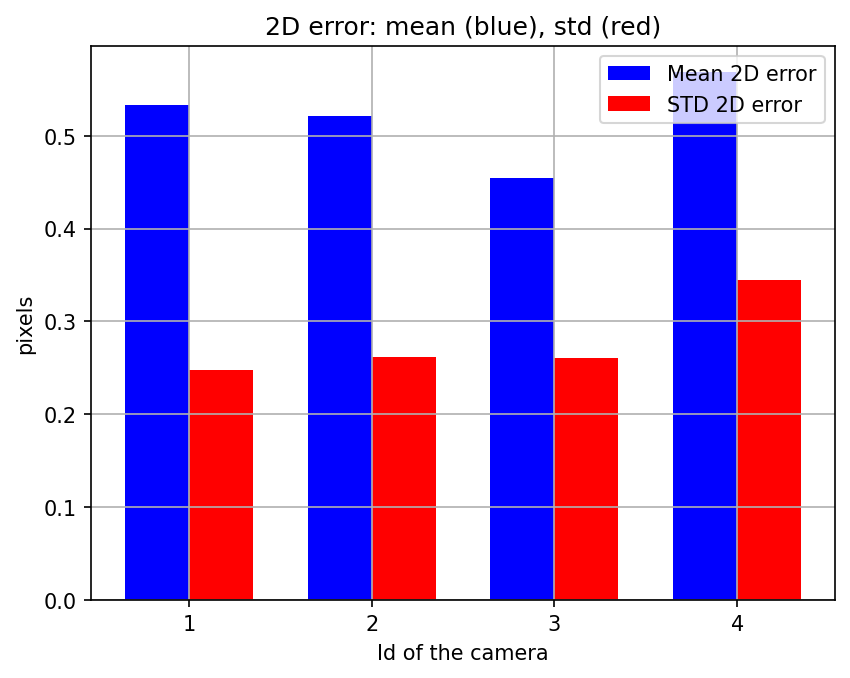 2D error: mean (blue), std (red)
Mean 2D error
STD 2D error
0.5
0.4
0.3
0.2
0.1
0.0
pixels
1 2 3 4
Id of the camera